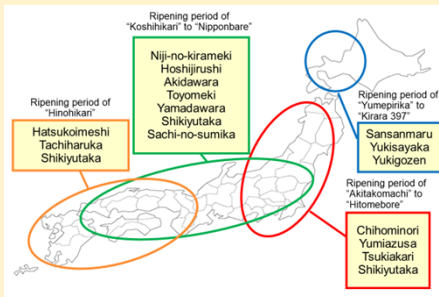 Ripening period of
"Koshihikari" to "Nipponbare"
Niji-no-kirameki
Hoshijirushi
Akidawara
Toyomeki
Yamadawara
Shikiyutaka
Sachi-no-sumika
Ripening period of
"Hinohikari"
Hatsukoimeshi
Tachiharuka
Shikiyutaka
Ripening period of
"Yumepirika" to
"Kirara 397"
Sansanmaru
Yukisayaka
Yukigozen
Ripening period of
"Akitakomachi" to
"Hitomebore"
Chihominori
Yumiazusa
Tsukiakari
Shikiyutaka